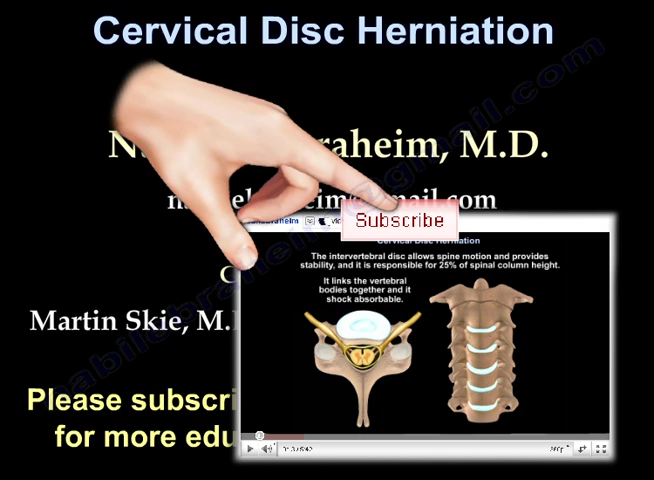 Cervical Disc Herniation
raheim, M.D.
mail.com
Subscribe
Cervical Disc Herniation
The intervertebral disc allows spine motion and provides
stability, and it is responsible for 25% of spinal column height.
It links the vertebral
bodies together and it
shock absorbable.
Martin Skie, M.
Please subscri
for more edu